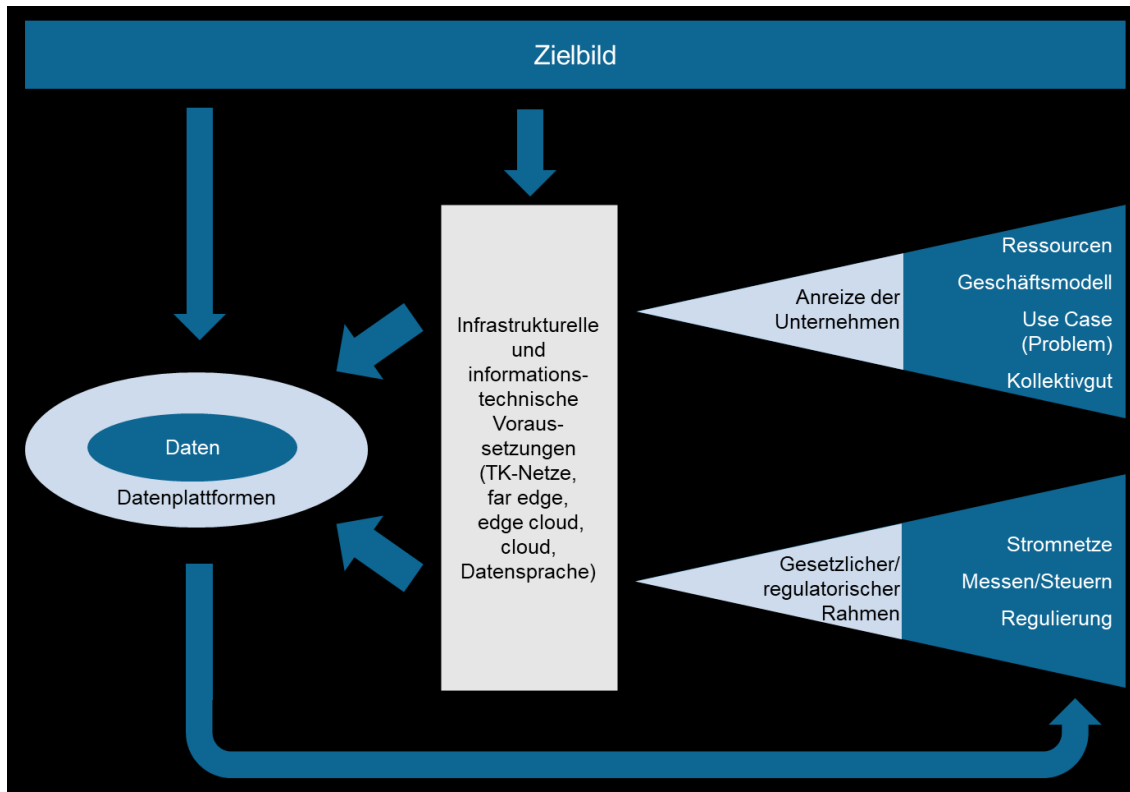 Zielbild
Infrastrukturelle
und
informations-
technische
Voraus-
setzungen
(TK-Netze,
far edge,
edge cloud,
cloud,
Datensprache)
Daten
Datenplattformen
Anreize der
Unternehmen
Ressourcen
Geschäftsmodell
Use Case
(Problem)
Kollektivgut
Gesetzlicher/
regulatorischer
Rahmen
Stromnetze
Messen/Steuern
Regulierung